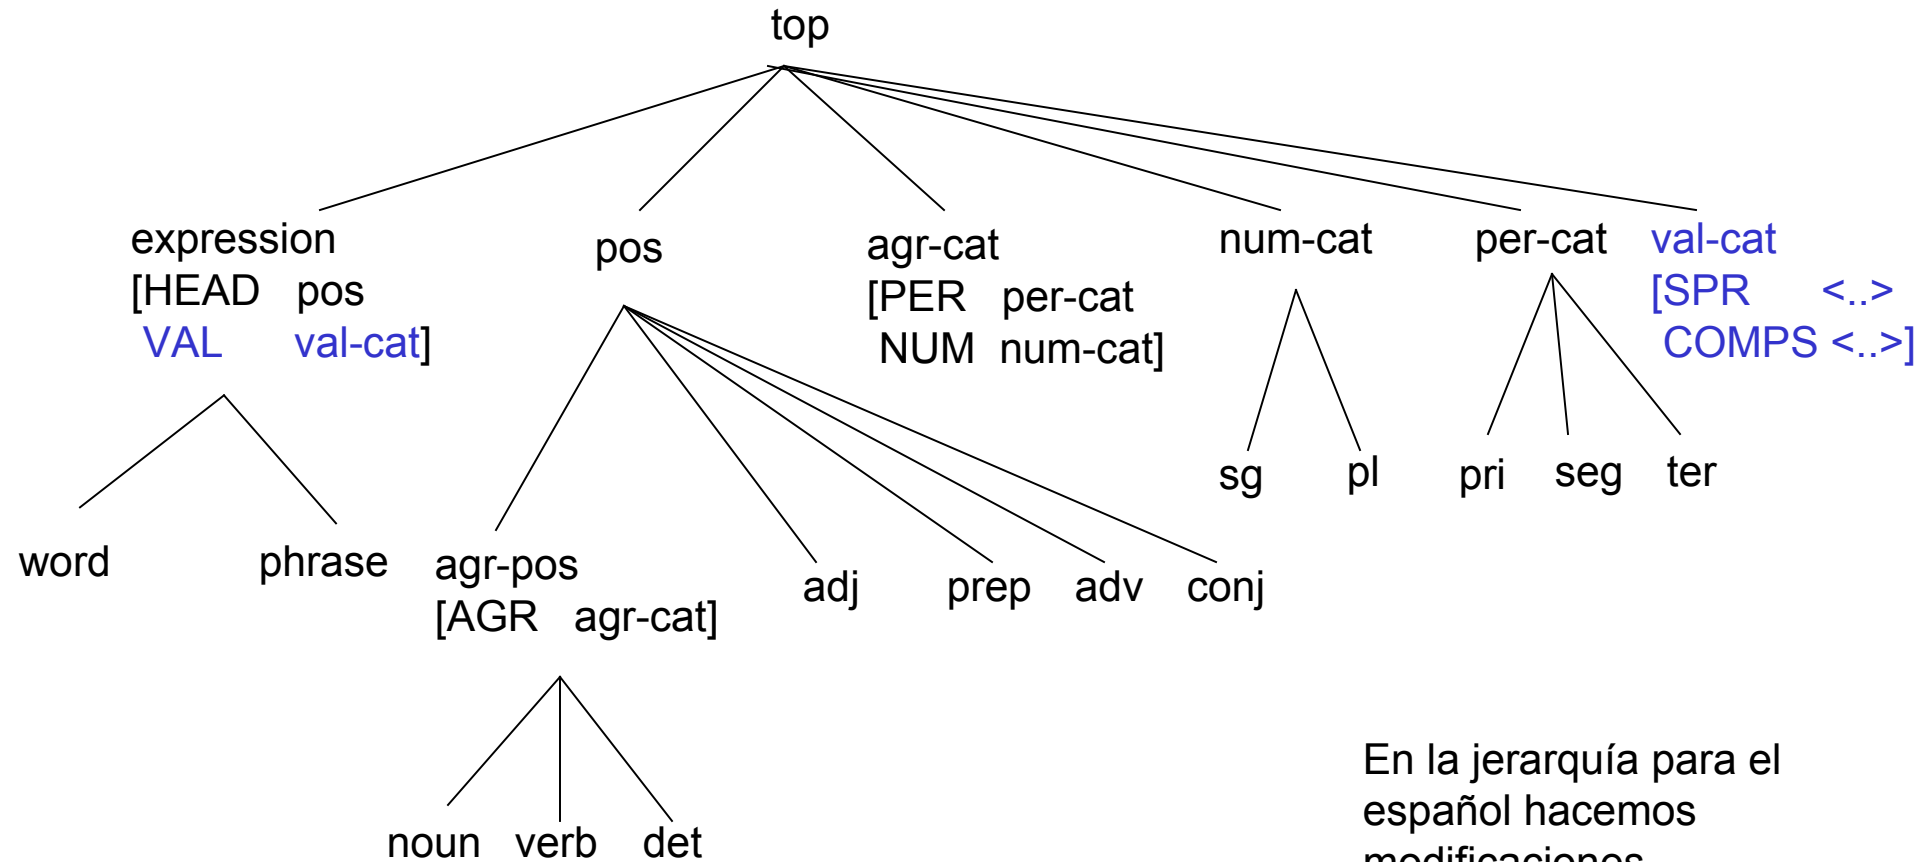 top
expression pos agr-cat num-cat per-cat val-cat
[HEAD pos [PER per-cat [SPR <..>
VAL val-cat] NUM num-cat] COMPS <..>]
sg pl pri seg ter
word phrase agr-pos adj prep adv conj
[AGR agr-cat]
En la jerarquía para el
español hacemos
noun verb det modificaciones